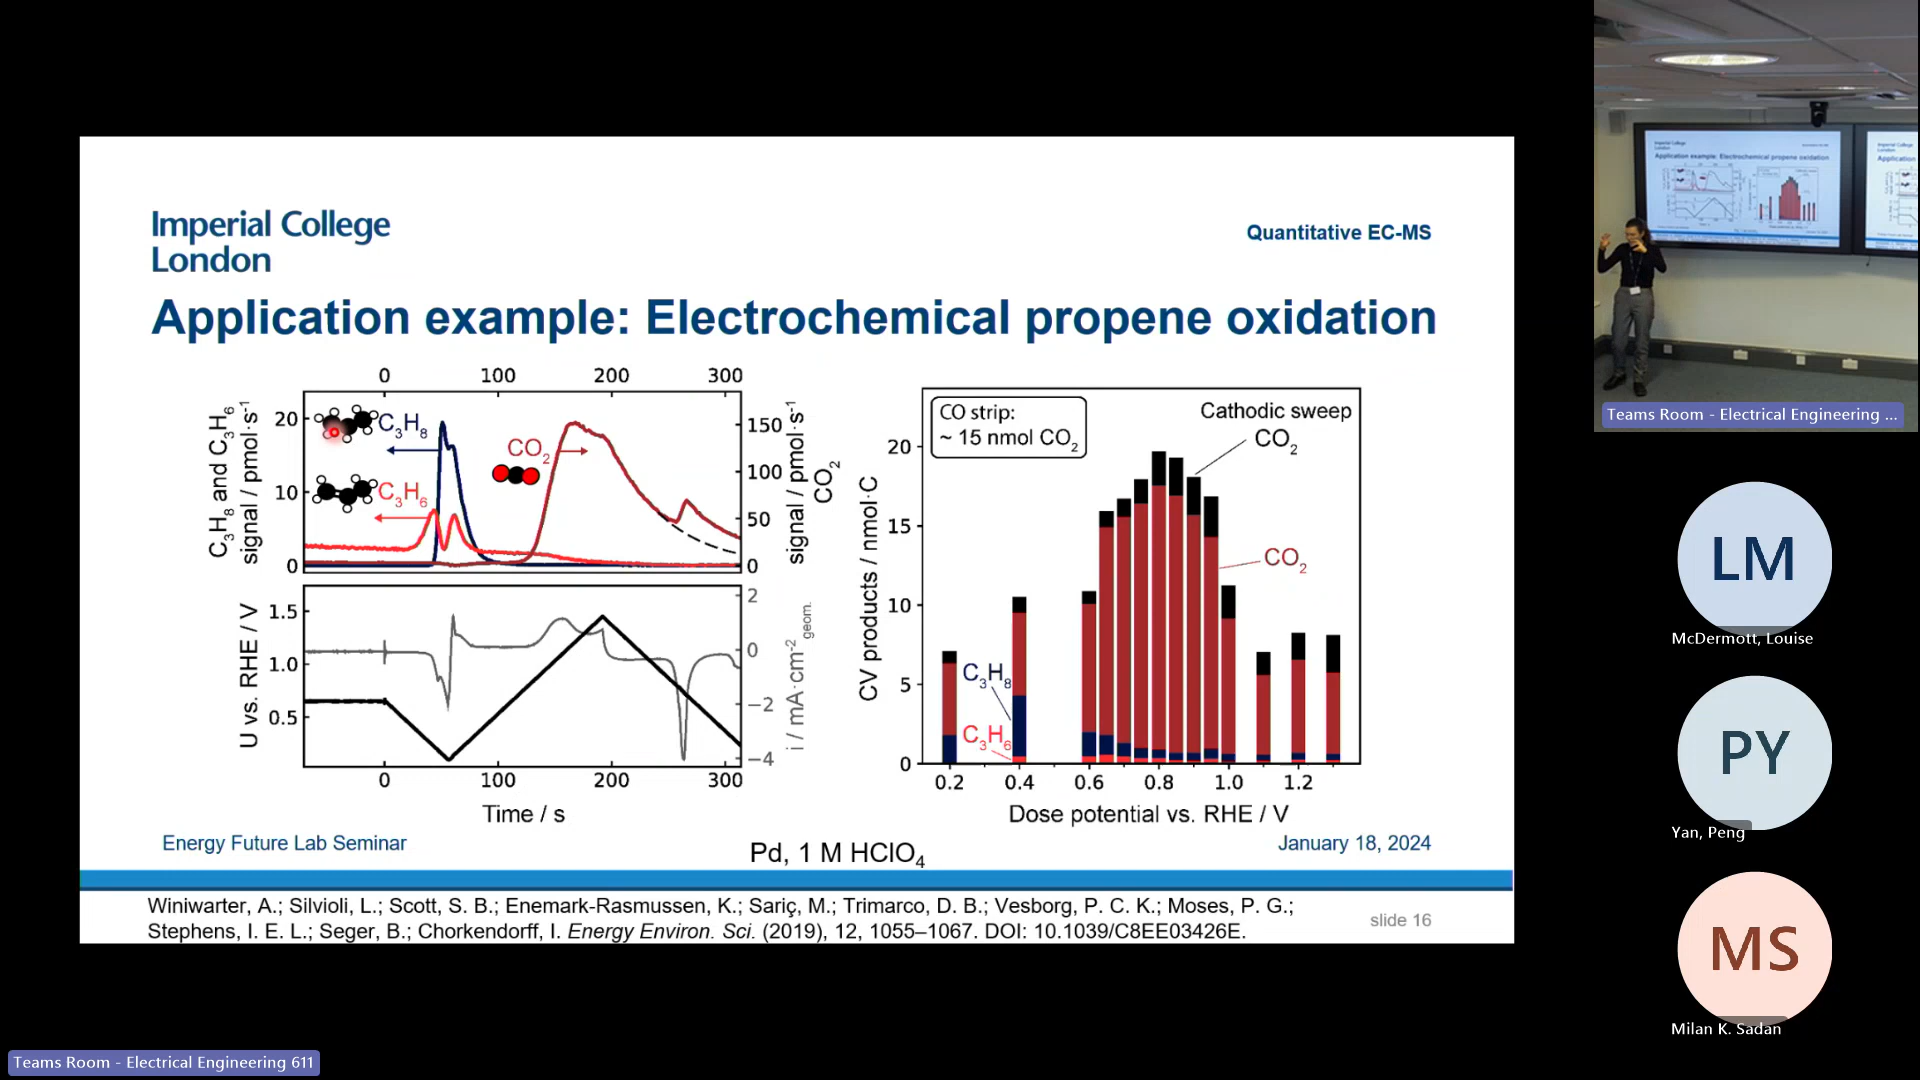 Imperial College
London
Quantitative EC-MS
Application example: Electrochemical propene oxidation
0 100 200 300
C3H8 and C3H6
signal / pmol·s-1
20
10
0
C3H8
C3H6
CO2
150
100
50
0
signal / pmol·s-1
CO2
U vs. RHE / V
1.5
1.0
0.5
2
0
−2
−4
i / mA·cm-2 geom.
0 100 200 300
Time / s
CO strip:
~ 15 nmol CO2
Cathodic sweep
CO2
CO2
C3H8
C3H6
CV products / nmol·C
20
15
10
5
0
0.2 0.4 0.6 0.8 1.0 1.2
Dose potential vs. RHE / V
Energy Future Lab Seminar
Pd, 1 M HClO4
January 18, 2024
Winiwarter, A.; Silvioli, L.; Scott, S. B.; Enemark-Rasmussen, K.; Sariç, M.; Trimarco, D. B.; Vesborg, P. C. K.; Moses, P. G.;
Stephens, I. E. L.; Seger, B.; Chorkendorff, I. Energy Environ. Sci. (2019), 12, 1055–1067. DOI: 10.1039/C8EE03426E.
slide 16
Teams Room - Electrical Engineering ...
LM
McDermott, Louise
PY
Yan, Peng
MS
Milan K. Sadan
Teams Room - Electrical Engineering 611